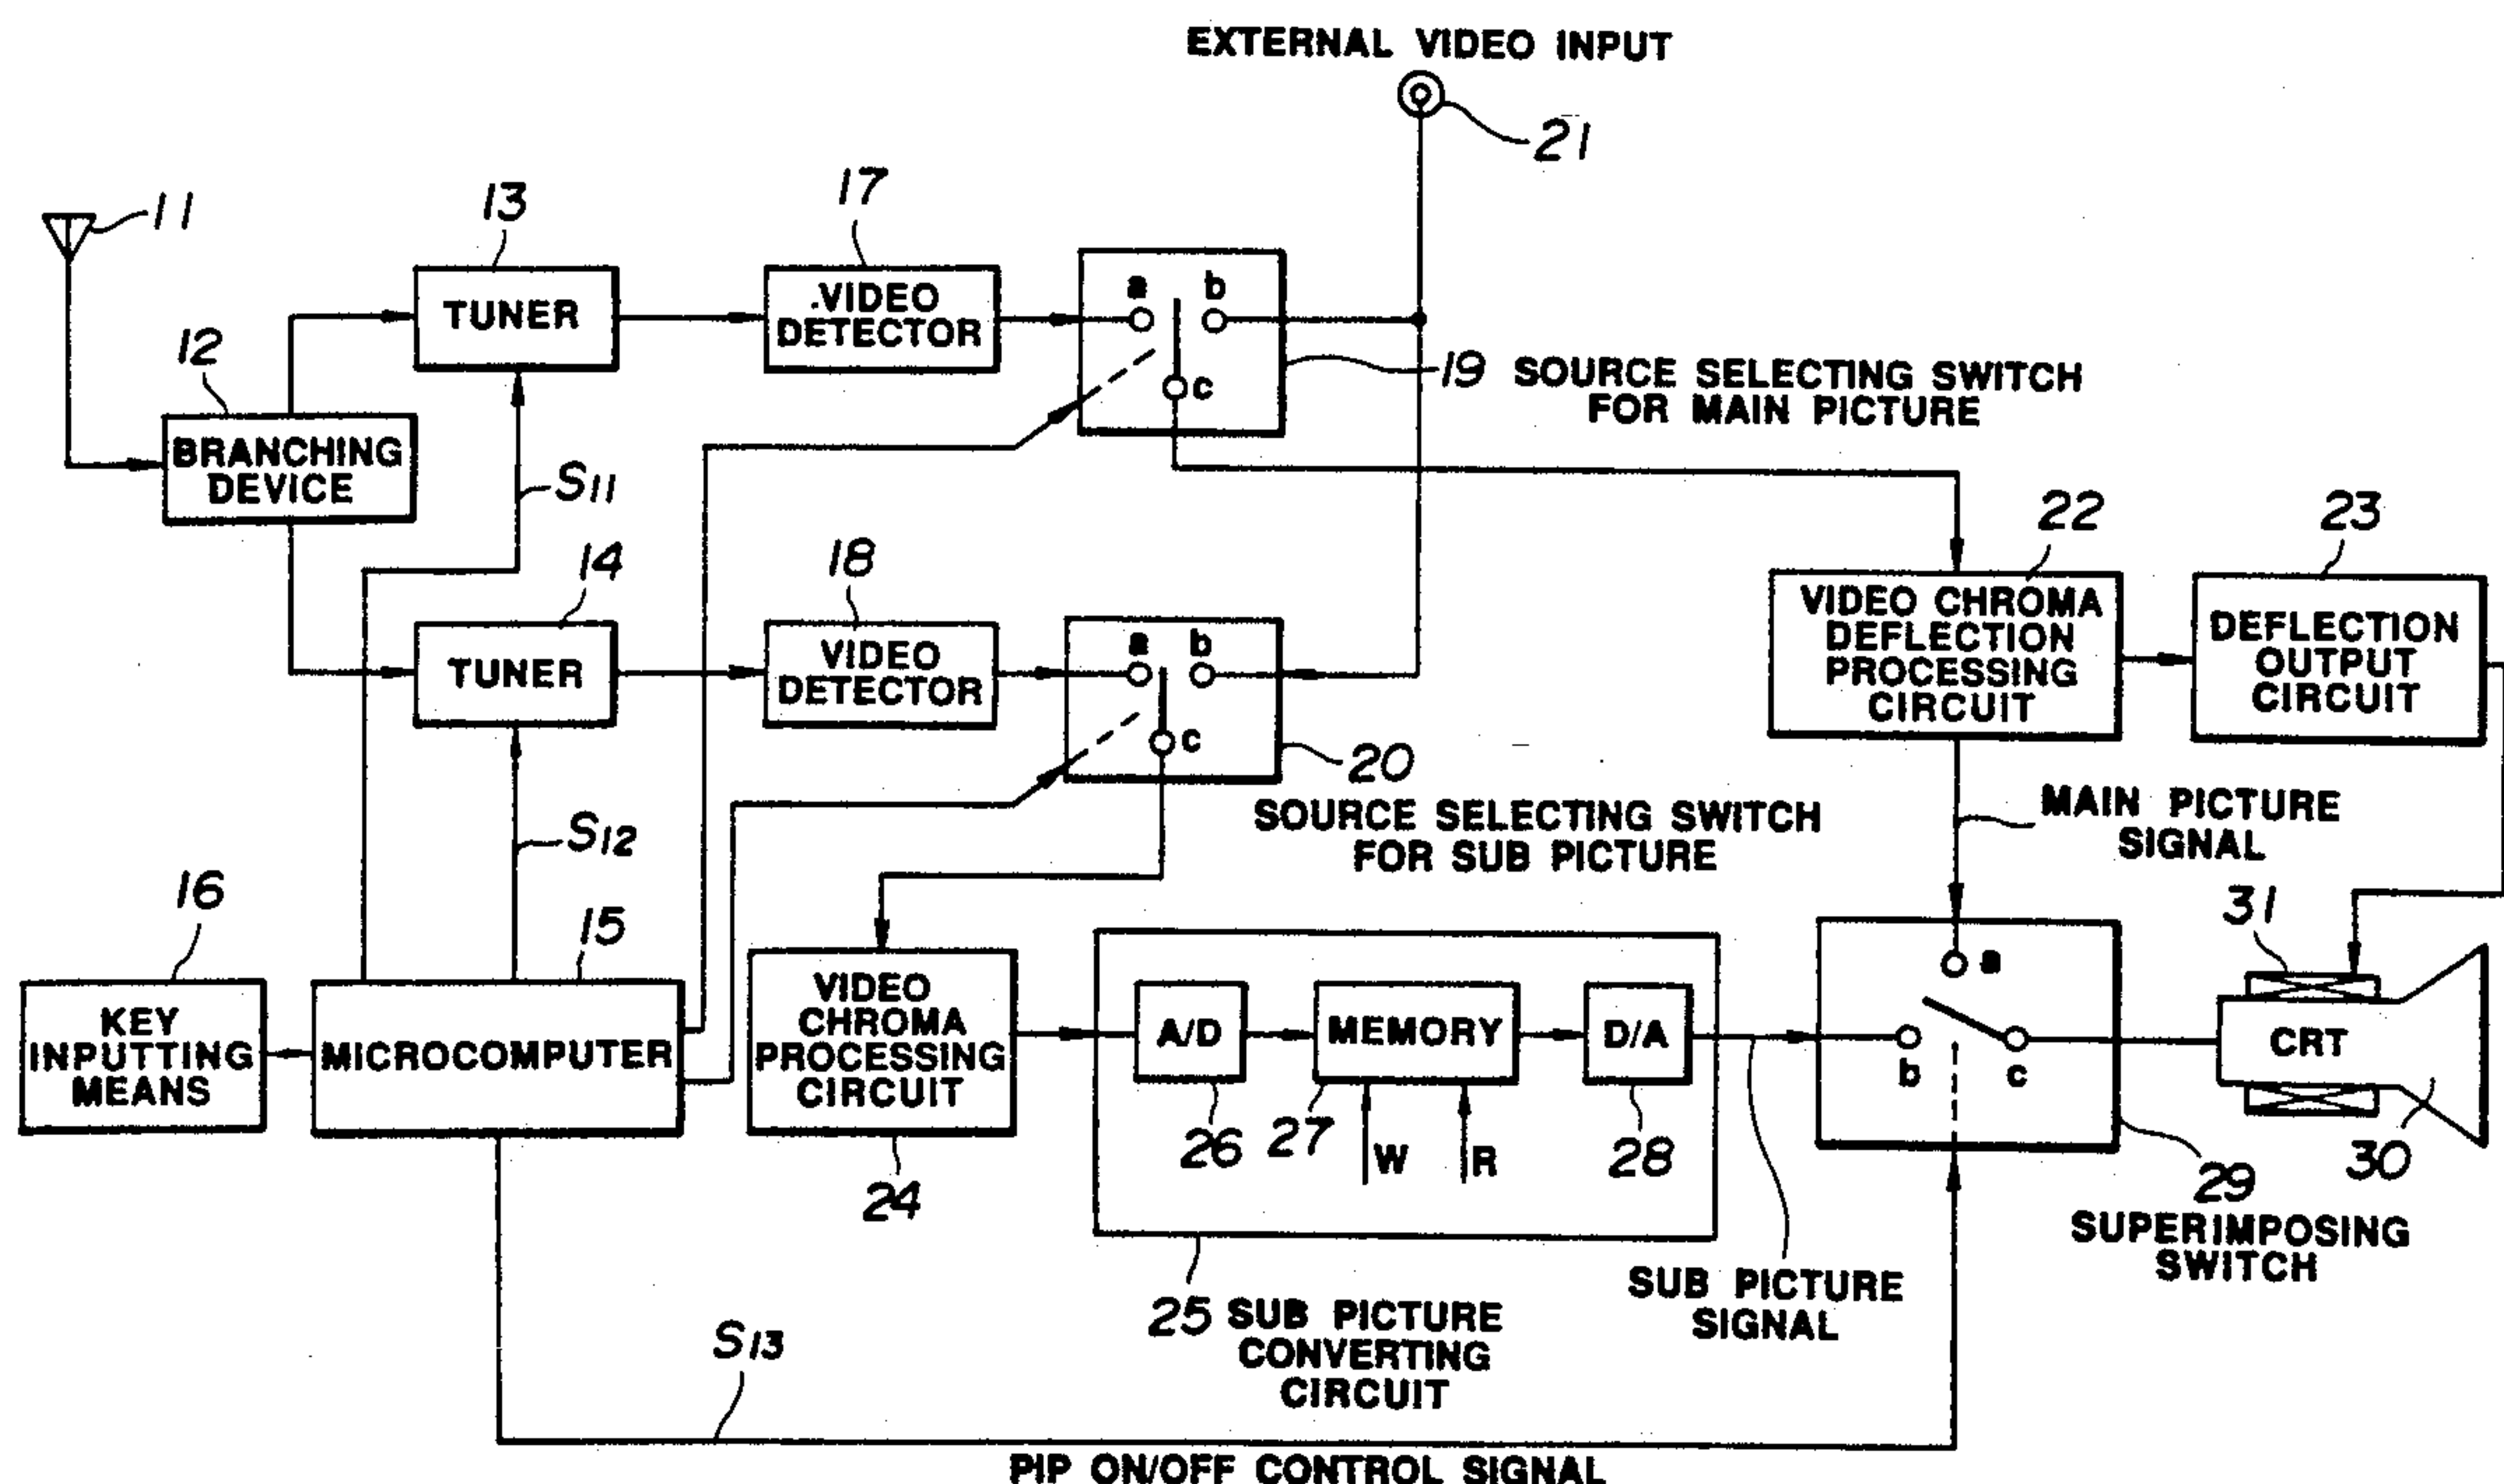 EXTERNAL VIDEO INPUT
21
11
13
17
TUNER
VIDEO
DETECTOR
a b
c
12
19 SOURCE SELECTING SWITCH
FOR MAIN PICTURE
BRANCHING
DEVICE
S11
22
23
14
18
TUNER
VIDEO
DETECTOR
a b
c
VIDEO CHROMA
DEFLECTION
PROCESSING
CIRCUIT
DEFLECTION
OUTPUT
CIRCUIT
20
SOURCE SELECTING SWITCH
FOR SUB PICTURE
MAIN PICTURE
SIGNAL
S12
16
15
31
KEY
INPUTTING
MEANS
MICROCOMPUTER
VIDEO
CHROMA
PROCESSING
CIRCUIT
A/D
MEMORY
D/A
a
b
c
CRT
26
27
W
R
28
24
29
30
SUPERIMPOSING
SWITCH
25 SUB PICTURE
CONVERTING
CIRCUIT
SUB PICTURE
SIGNAL
S13
PIP ON/OFF CONTROL SIGNAL